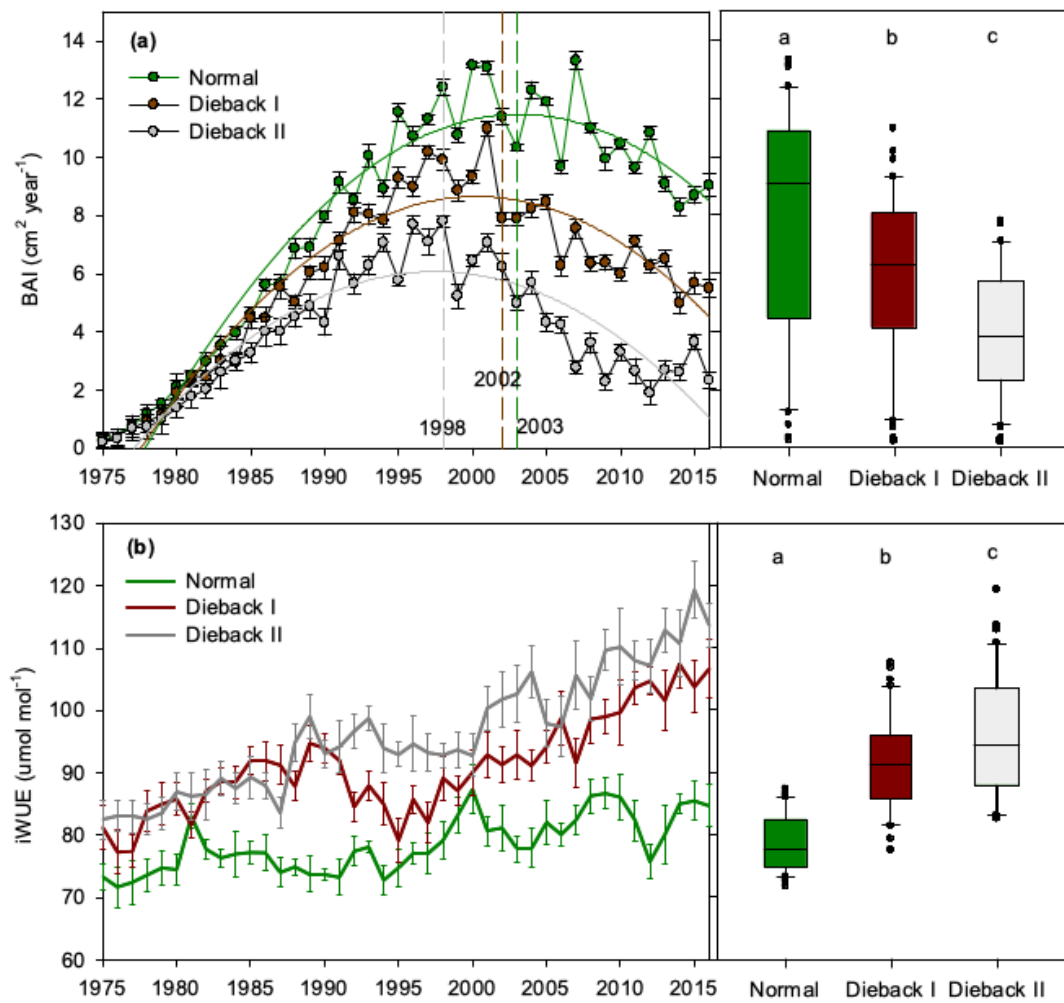 (a)
Normal
Dieback I
Dieback II
BAI (cm² year⁻¹)
14
12
10
8
6
4
2
0
2002
1998
2003
1975 1980 1985 1990 1995 2000 2005 2010 2015
a b c
Normal Dieback I Dieback II
(b)
Normal
Dieback I
Dieback II
iWUE (umol mol⁻¹)
130
120
110
100
90
80
70
60
1975 1980 1985 1990 1995 2000 2005 2010 2015
a b c
Normal Dieback I Dieback II